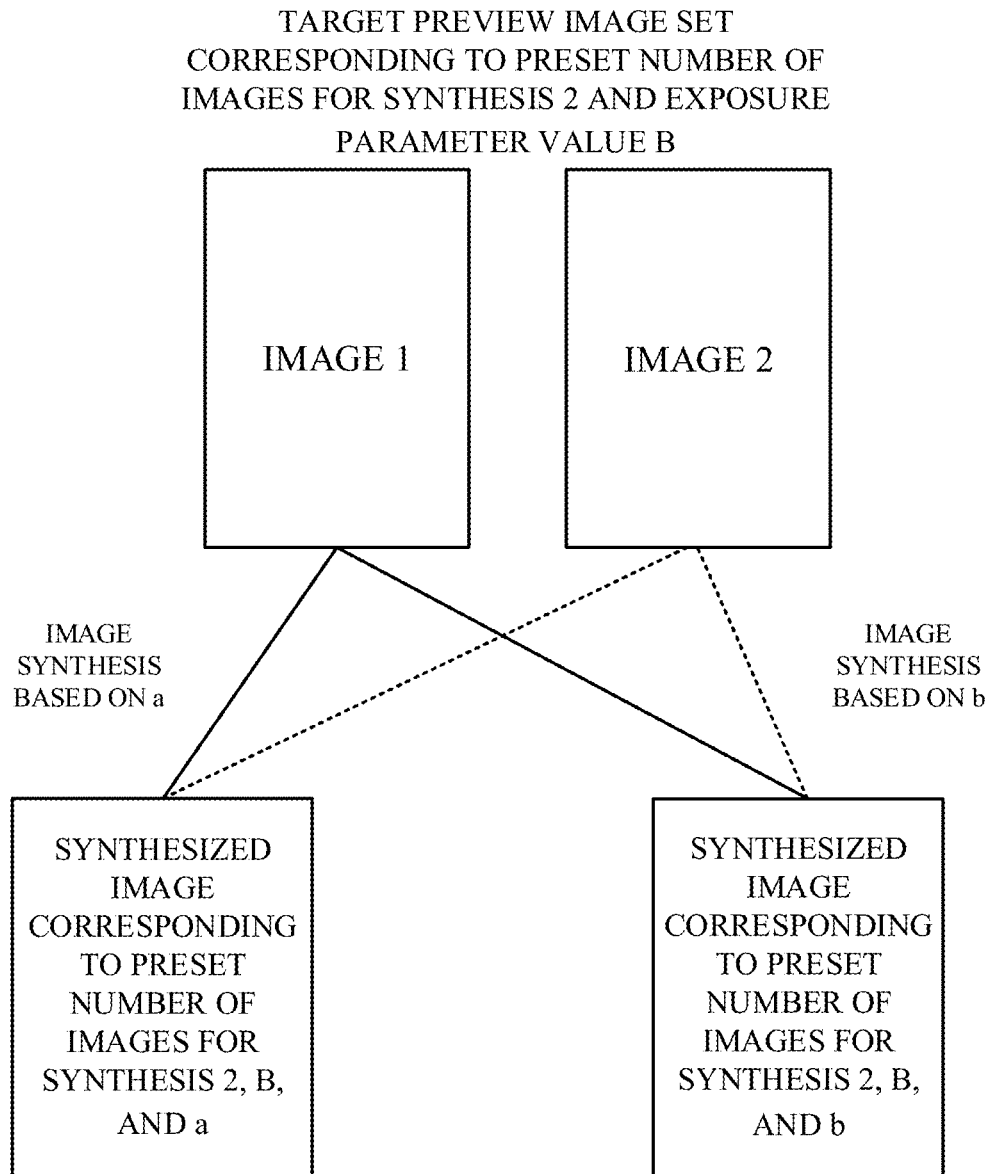 TARGET PREVIEW IMAGE SET
CORRESPONDING TO PRESET NUMBER OF
IMAGES FOR SYNTHESIS 2 AND EXPOSURE
PARAMETER VALUE B
IMAGE 1
IMAGE 2
IMAGE
SYNTHESIS
BASED ON a
IMAGE
SYNTHESIS
BASED ON b
SYNTHESIZED
IMAGE
CORRESPONDING
TO PRESET
NUMBER OF
IMAGES FOR
SYNTHESIS 2, B,
AND a
SYNTHESIZED
IMAGE
CORRESPONDING
TO PRESET
NUMBER OF
IMAGES FOR
SYNTHESIS 2, B,
AND b